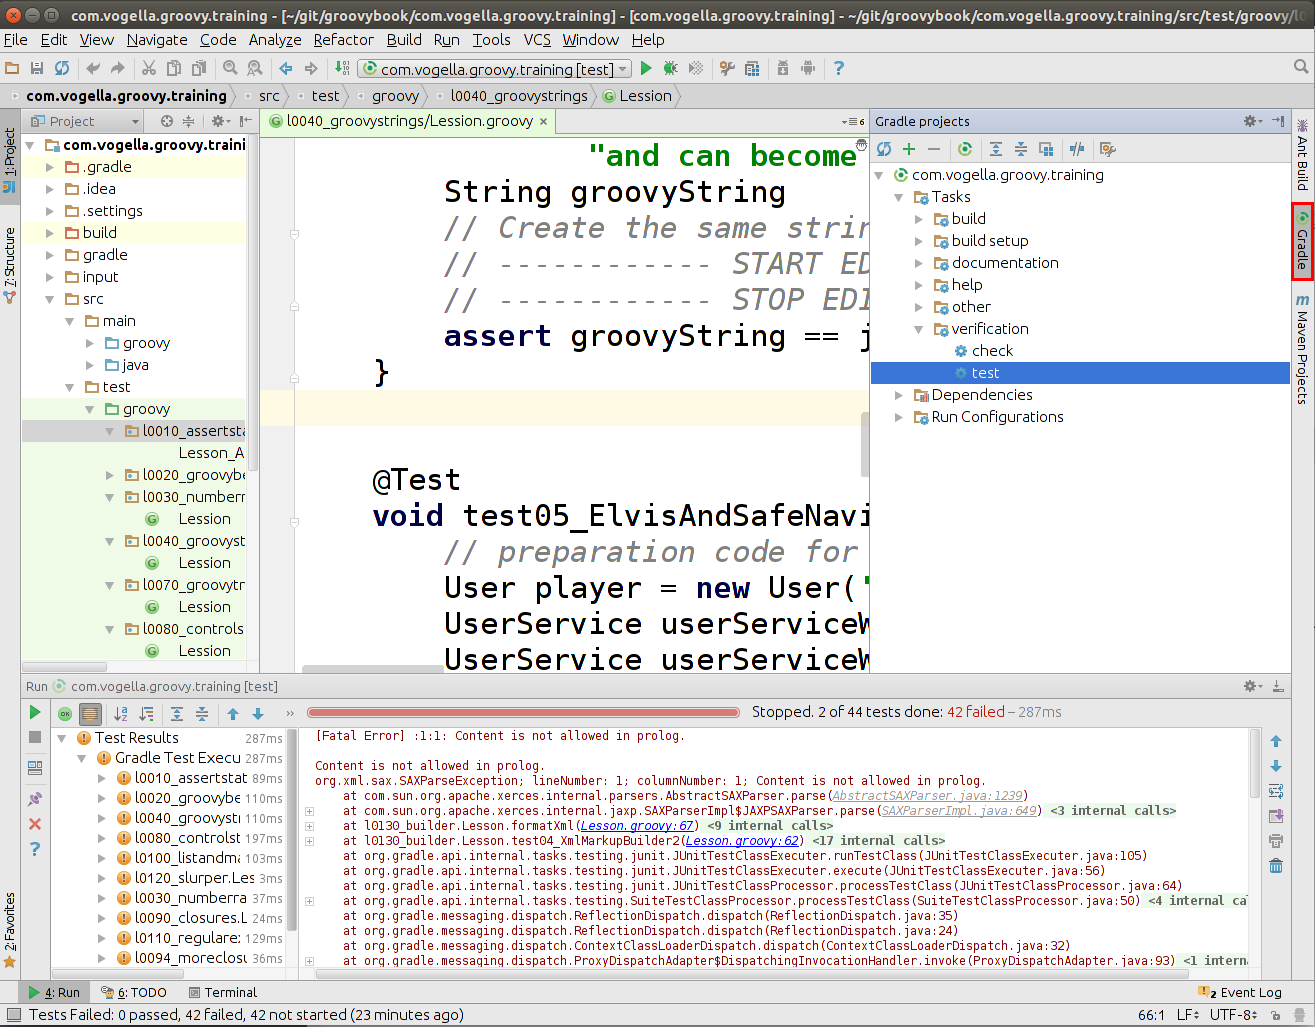 com.vogella.groovy.training - [~/git/groovybook/com.vogella.groovy.training] - [com.vogella.groovy.training] - ~/git/groovybook/com.vogella.groovy.training/src/test/groovy/l0
File Edit View Navigate Code Analyze Refactor Build Run Tools VCS Window Help
com.vogella.groovy.training [test]
com.vogella.groovy.training src test groovy l0040_groovystrings Lession
Project
l0040_groovystrings/Lession.groovy
6
Gradle projects
1: Project
7: Structure
2: Favorites
com.vogella.groovy.traini
.gradle
.idea
.settings
build
gradle
input
src
main
groovy
java
test
groovy
l0010_assertsta
Lesson_A
l0020_groovybe
l0030_numberr
Lession
l0040_groovyst
Lession
l0070_groovytr
Lession
l0080_controls
Lession
"and can become
String groovyString
// Create the same strin
// ------------ START ED
// ------------ STOP EDI
assert groovyString == j
}
@Test
void test05_ElvisAndSafeNavi
// preparation code for
User player = new User('
UserService userServiceW
UserService userServiceW
com.vogella.groovy.training
Tasks
build
build setup
documentation
help
other
verification
check
test
Dependencies
Run Configurations
Ant Build
Gradle
Maven Projects
Run com.vogella.groovy.training [test]
Stopped. 2 of 44 tests done: 42 failed – 287ms
Test Results 287ms
Gradle Test Execu 287ms
l0010_assertstat 89ms
l0020_groovybe 110ms
l0040_groovystr 110ms
l0080_controlst 197ms
l0100_listandma 103ms
l0120_slurper.Les 3ms
l0030_numberra 37ms
l0090_closures.L 24ms
l0110_regularex 129ms
l0094_moreclosu 36ms
[Fatal Error] :1:1: Content is not allowed in prolog.
Content is not allowed in prolog.
org.xml.sax.SAXParseException; lineNumber: 1; columnNumber: 1; Content is not allowed in prolog.
at com.sun.org.apache.xerces.internal.parsers.AbstractSAXParser.parse(AbstractSAXParser.java:1239)
at com.sun.org.apache.xerces.internal.jaxp.SAXParserImpl$JAXPSAXParser.parse(SAXParserImpl.java:649) <3 internal calls>
at l0130_builder.Lesson.formatXml(Lesson.groovy:67) <9 internal calls>
at l0130_builder.Lesson.test04_XmlMarkupBuilder2(Lesson.groovy:62) <17 internal calls>
at org.gradle.api.internal.tasks.testing.junit.JUnitTestClassExecuter.runTestClass(JUnitTestClassExecuter.java:105)
at org.gradle.api.internal.tasks.testing.junit.JUnitTestClassExecuter.execute(JUnitTestClassExecuter.java:56)
at org.gradle.api.internal.tasks.testing.junit.JUnitTestClassProcessor.processTestClass(JUnitTestClassProcessor.java:64)
at org.gradle.api.internal.tasks.testing.SuiteTestClassProcessor.processTestClass(SuiteTestClassProcessor.java:50) <4 internal cal
at org.gradle.messaging.dispatch.ReflectionDispatch.dispatch(ReflectionDispatch.java:35)
at org.gradle.messaging.dispatch.ReflectionDispatch.dispatch(ReflectionDispatch.java:24)
at org.gradle.messaging.dispatch.ContextClassLoaderDispatch.dispatch(ContextClassLoaderDispatch.java:32)
at org.gradle.messaging.dispatch.ProxyDispatchAdapter$DispatchingInvocationHandler.invoke(ProxyDispatchAdapter.java:93) <1 intern
4: Run 6: TODO Terminal 2 Event Log
Tests Failed: 0 passed, 42 failed, 42 not started (23 minutes ago) 66:1 LF UTF-8